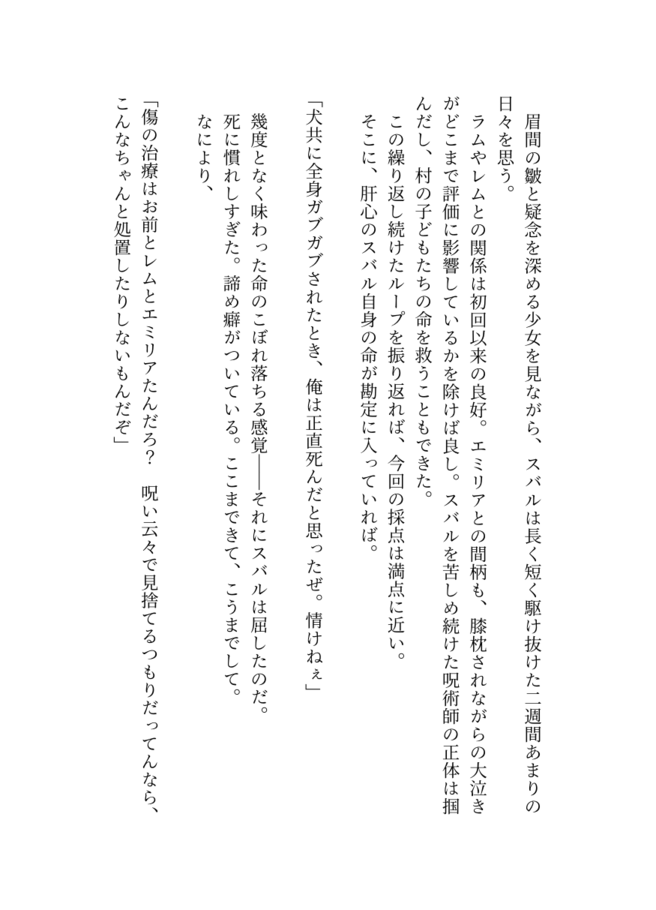 眉間の皺と疑念を深める少女を見ながら、スバルは長く短く駆け抜けた二週間あまりの
日々を思う。
　ラムやレムとの関係は初回以来の良好。エミリアとの間柄も、膝枕されながらの大泣き
がどこまで評価に影響しているかを除けば良し。スバルを苦しめ続けた呪術師の正体は掴
んだし、村の子どもたちの命を救うこともできた。
　この繰り返し続けたループを振り返れば、今回の採点は満点に近い。
　そこに、肝心のスバル自身の命が勘定に入っていれば。
「犬共に全身ガブガブされたとき、俺は正直死んだと思ったぜ。情けねぇ」
　幾度となく味わった命のこぼれ落ちる感覚――それにスバルは屈したのだ。
　死に慣れしすぎた。諦め癖がついている。ここまできて、こうまでして。
　なにより、
「傷の治療はお前とレムとエミリアたんだろ？　呪い云々で見捨てるつもりだってんなら、
こんなちゃんと処置したりしないもんだぞ」